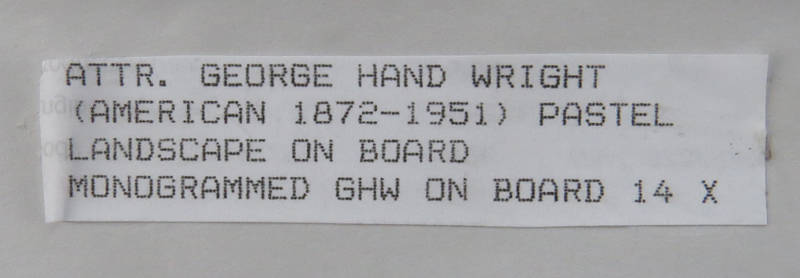 ATTR. GEORGE HAND WRIGHT
(AMERICAN 1872-1951) PASTEL
LANDSCAPE ON BOARD
MONOGRAMMED GHW ON BOARD 14 X